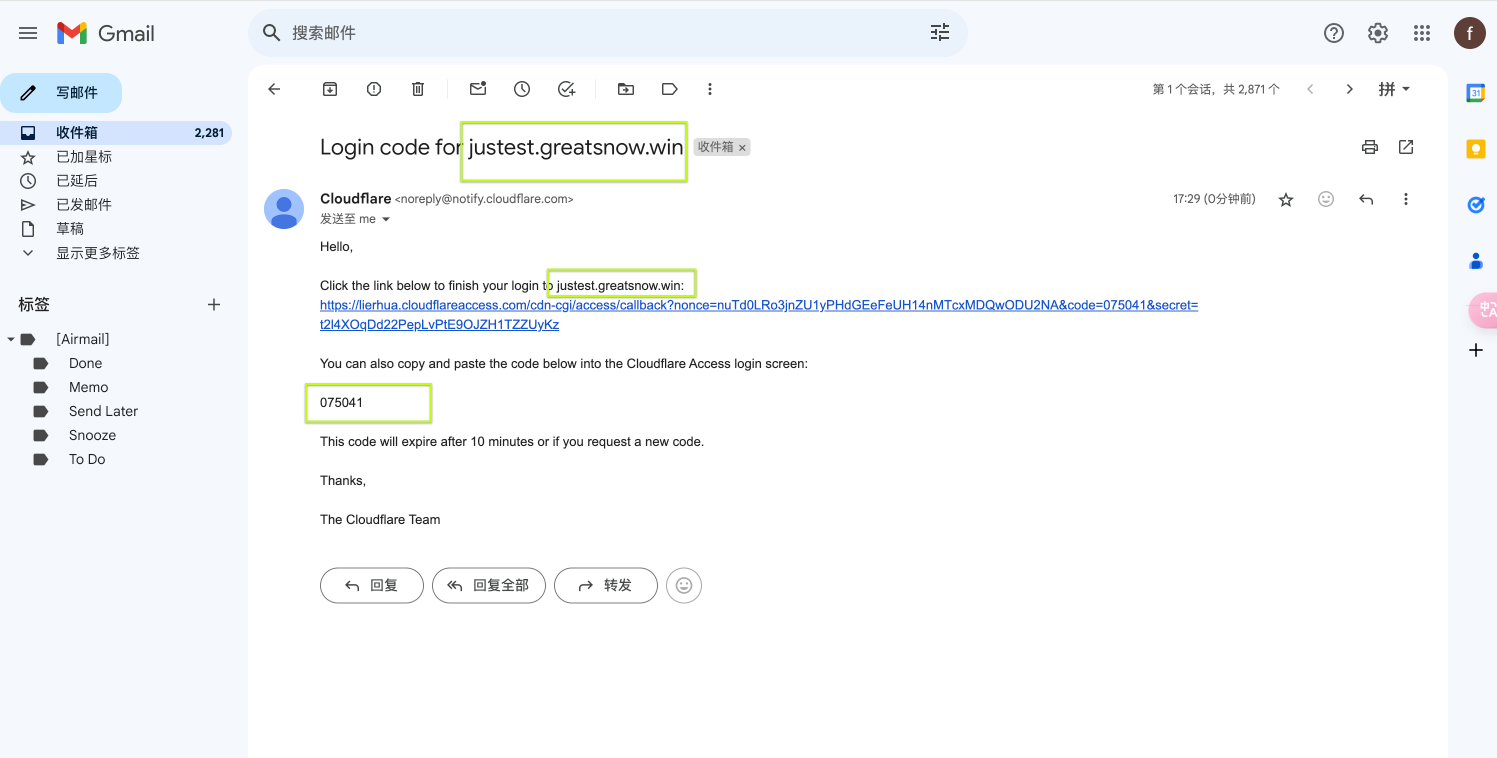 Gmail
搜索邮件
f
写邮件
第 1 个会话，共 2,871 个
拼
31
收件箱 2,281
已加星标
已延后
已发邮件
草稿
显示更多标签
标签
[Airmail]
Done
Memo
Send Later
Snooze
To Do
Login code for justest.greatsnow.win 收件箱 ×
Cloudflare <noreply@notify.cloudflare.com> 17:29 (0分钟前)
发送至 me
Hello,
Click the link below to finish your login to justest.greatsnow.win:
https://lierhua.cloudflareaccess.com/cdn-cgi/access/callback?nonce=nuTd0LRo3jnZU1yPHdGEeFeUH14nMTcxMDQwODU2NA&code=075041&secret=
t2l4XOqDd22PepLvPtE9OJZH1TZZUyKz
You can also copy and paste the code below into the Cloudflare Access login screen:
075041
This code will expire after 10 minutes or if you request a new code.
Thanks,
The Cloudflare Team
回复 回复全部 转发